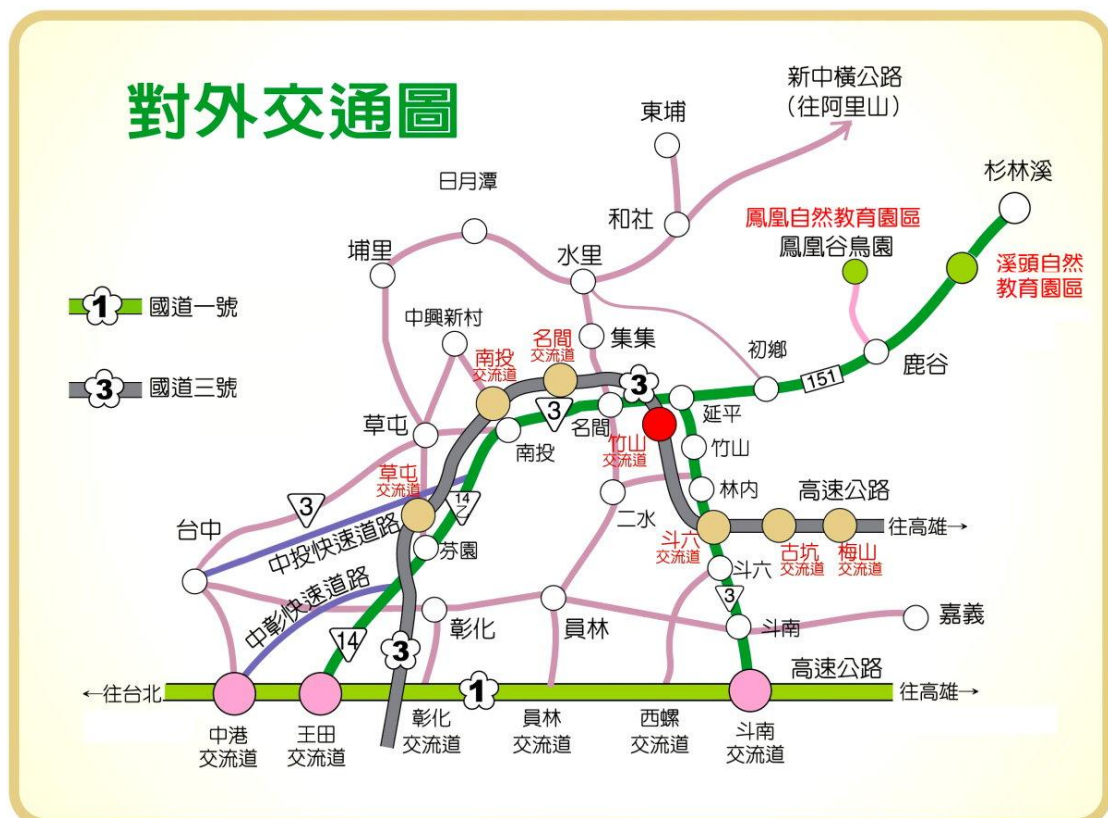 對外交通圖
新中橫公路
（往阿里山）
東埔
杉林溪
日月潭
和社
鳳凰自然教育園區
鳳凰谷鳥園
埔里
水里
溪頭自然
教育園區
1 國道一號
中興新村
南投
交流道
名間
交流道
集集
初鄉
鹿谷
3 國道三號
3
151
草屯
3
南投
名間
延平
竹山
交流道
竹山
草屯
交流道
14乙
林內
高速公路
3
台中
中投快速道路
二水
往高雄→
芬園
斗六
交流道
古坑
交流道
梅山
交流道
中彰快速道路
斗六
3
14
彰化
員林
斗南
嘉義
3
高速公路
←往台北
1
往高雄→
中港
交流道
王田
交流道
彰化
交流道
員林
交流道
西螺
交流道
斗南
交流道